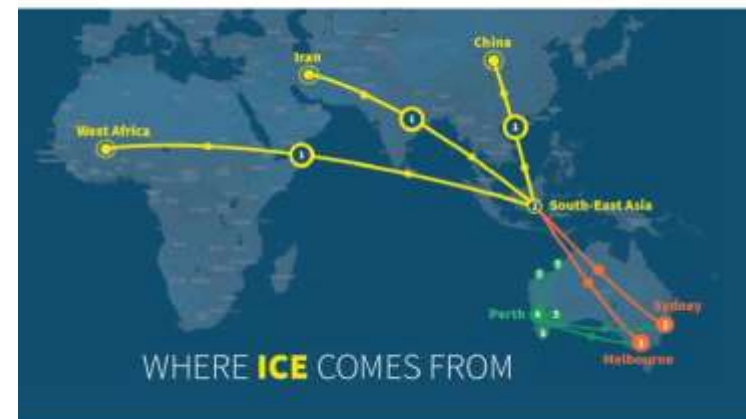 China
Iran
West Africa
South-East Asia
Sydney
Perth
Melbourne
WHERE ICE COMES FROM